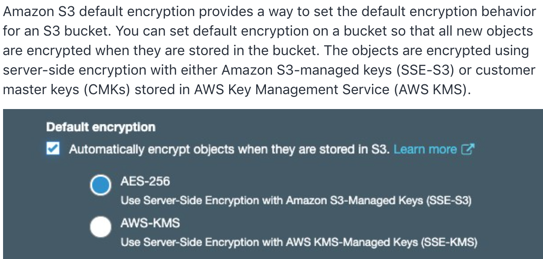 Amazon S3 default encryption provides a way to set the default encryption behavior
for an S3 bucket. You can set default encryption on a bucket so that all new objects
are encrypted when they are stored in the bucket. The objects are encrypted using
server-side encryption with either Amazon S3-managed keys (SSE-S3) or customer
master keys (CMKs) stored in AWS Key Management Service (AWS KMS).
Default encryption
Automatically encrypt objects when they are stored in S3. Learn more
AES-256
Use Server-Side Encryption with Amazon S3-Managed Keys (SSE-S3)
AWS-KMS
Use Server-Side Encryption with AWS KMS-Managed Keys (SSE-KMS)